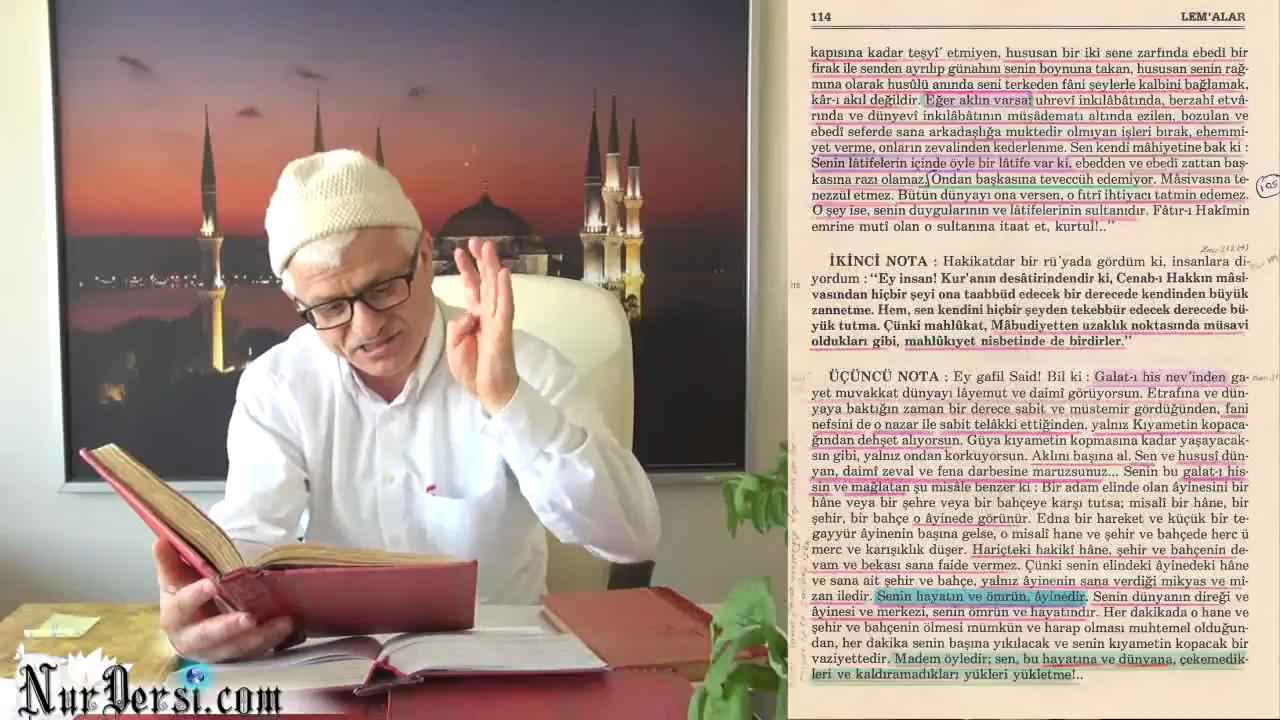 114 LEM'ALAR
kapısına kadar teşyi' etmiyen, hususan bir iki sene zarfında ebedî bir
firak ile senden ayrılıp günahını senin boynuna takan, hususan senin rağ-
mına olarak husûlü anında seni terkeden fâni şeylerle kalbini bağlamak,
kâr-ı akıl değildir. Eğer aklın varsa; uhrevî inkılâbâtında, berzahî etvâ-
rında ve dünyevî inkılâbâtının müsâdematı altında ezilen, bozulan ve
ebedî seferde sana arkadaşlığa muktedir olmıyan işleri bırak, ehemmi-
yet verme, onların zevalinden kederlenme. Sen kendi mâhiyetine bak ki :
Senin lâtifelerin içinde öyle bir lâtife var ki, ebedden ve ebedî zattan baş-
kasına razı olamaz. Ondan başkasına teveccüh edemiyor. Mâsivasına te-
nezzül etmez. Bütün dünyayı ona versen, o fıtrî ihtiyacı tatmin edemez.
O şey ise, senin duygularının ve lâtifelerinin sultanıdır. Fâtır-ı Hakîmin
emrine mutî olan o sultanına itaat et, kurtul!.."
İKİNCİ NOTA : Hakikatdar bir rü'yada gördüm ki, insanlara di-
yordum : "Ey insan! Kur'anın desâtirindendir ki, Cenab-ı Hakkın mâsi-
vasından hiçbir şeyi ona taabbüd edecek bir derecede kendinden büyük
zannetme. Hem, sen kendini hiçbir şeyden tekebbür edecek derecede bü-
yük tutma. Çünki mahlûkat, Mâbudiyetten uzaklık noktasında müsavi
oldukları gibi, mahlûkıyet nisbetinde de birdirler."
ÜÇÜNCÜ NOTA : Ey gafil Said! Bil ki : Galat-ı his nev'inden ga-
yet muvakkat dünyayı lâyemut ve daimî görüyorsun. Etrafına ve dün-
yaya baktığın zaman bir derece sabit ve müstemir gördüğünden, fani
nefsini de o nazar ile sabit telâkki ettiğinden, yalnız Kıyametin kopaca-
ğından dehşet alıyorsun. Güya kıyametin kopmasına kadar yaşayacak-
sın gibi, yalnız ondan korkuyorsun. Aklını başına al. Sen ve hususî dün-
yan, daimî zeval ve fena darbesine maruzsunuz... Senin bu galat-ı his-
sin ve mağlatan şu misâle benzer ki : Bir adam elinde olan âyinesini bir
hâne veya bir şehre veya bir bahçeye karşı tutsa; misalî bir hâne, bir
şehir, bir bahçe o âyinede görünür. Edna bir hareket ve küçük bir te-
gayyür âyinenin başına gelse, o misalî hane ve şehir ve bahçede herc ü
merc ve karışıklık düşer. Hariçteki hakikî hâne, şehir ve bahçenin de-
vam ve bekası sana faide vermez. Çünki senin elindeki âyinedeki hâne
ve sana ait şehir ve bahçe, yalnız âyinenin sana verdiği mikyas ve mi-
zan iledir. Senin hayatın ve ömrün, âyinedir. Senin dünyanın direği ve
âyinesi ve merkezi, senin ömrün ve hayatındır. Her dakikada o hane ve
şehir ve bahçenin ölmesi mümkün ve harap olması muhtemel olduğun-
dan, her dakika senin başına yıkılacak ve senin kıyametin kopacak bir
vaziyettedir. Madem öyledir; sen, bu hayatına ve dünyana, çekemedik-
leri ve kaldıramadıkları yükleri yükletme!..
NurDersi.com